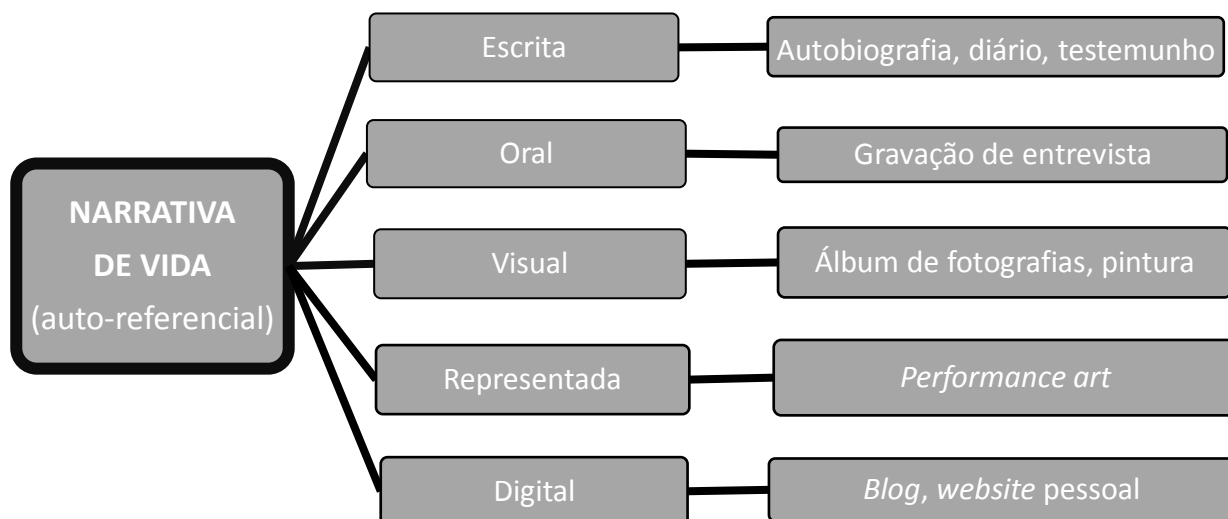 NARRATIVA
DE VIDA
(auto-referencial)
Escrita
Autobiografia, diário, testemunho
Oral
Gravação de entrevista
Visual
Álbum de fotografias, pintura
Representada
Performance art
Digital
Blog, website pessoal